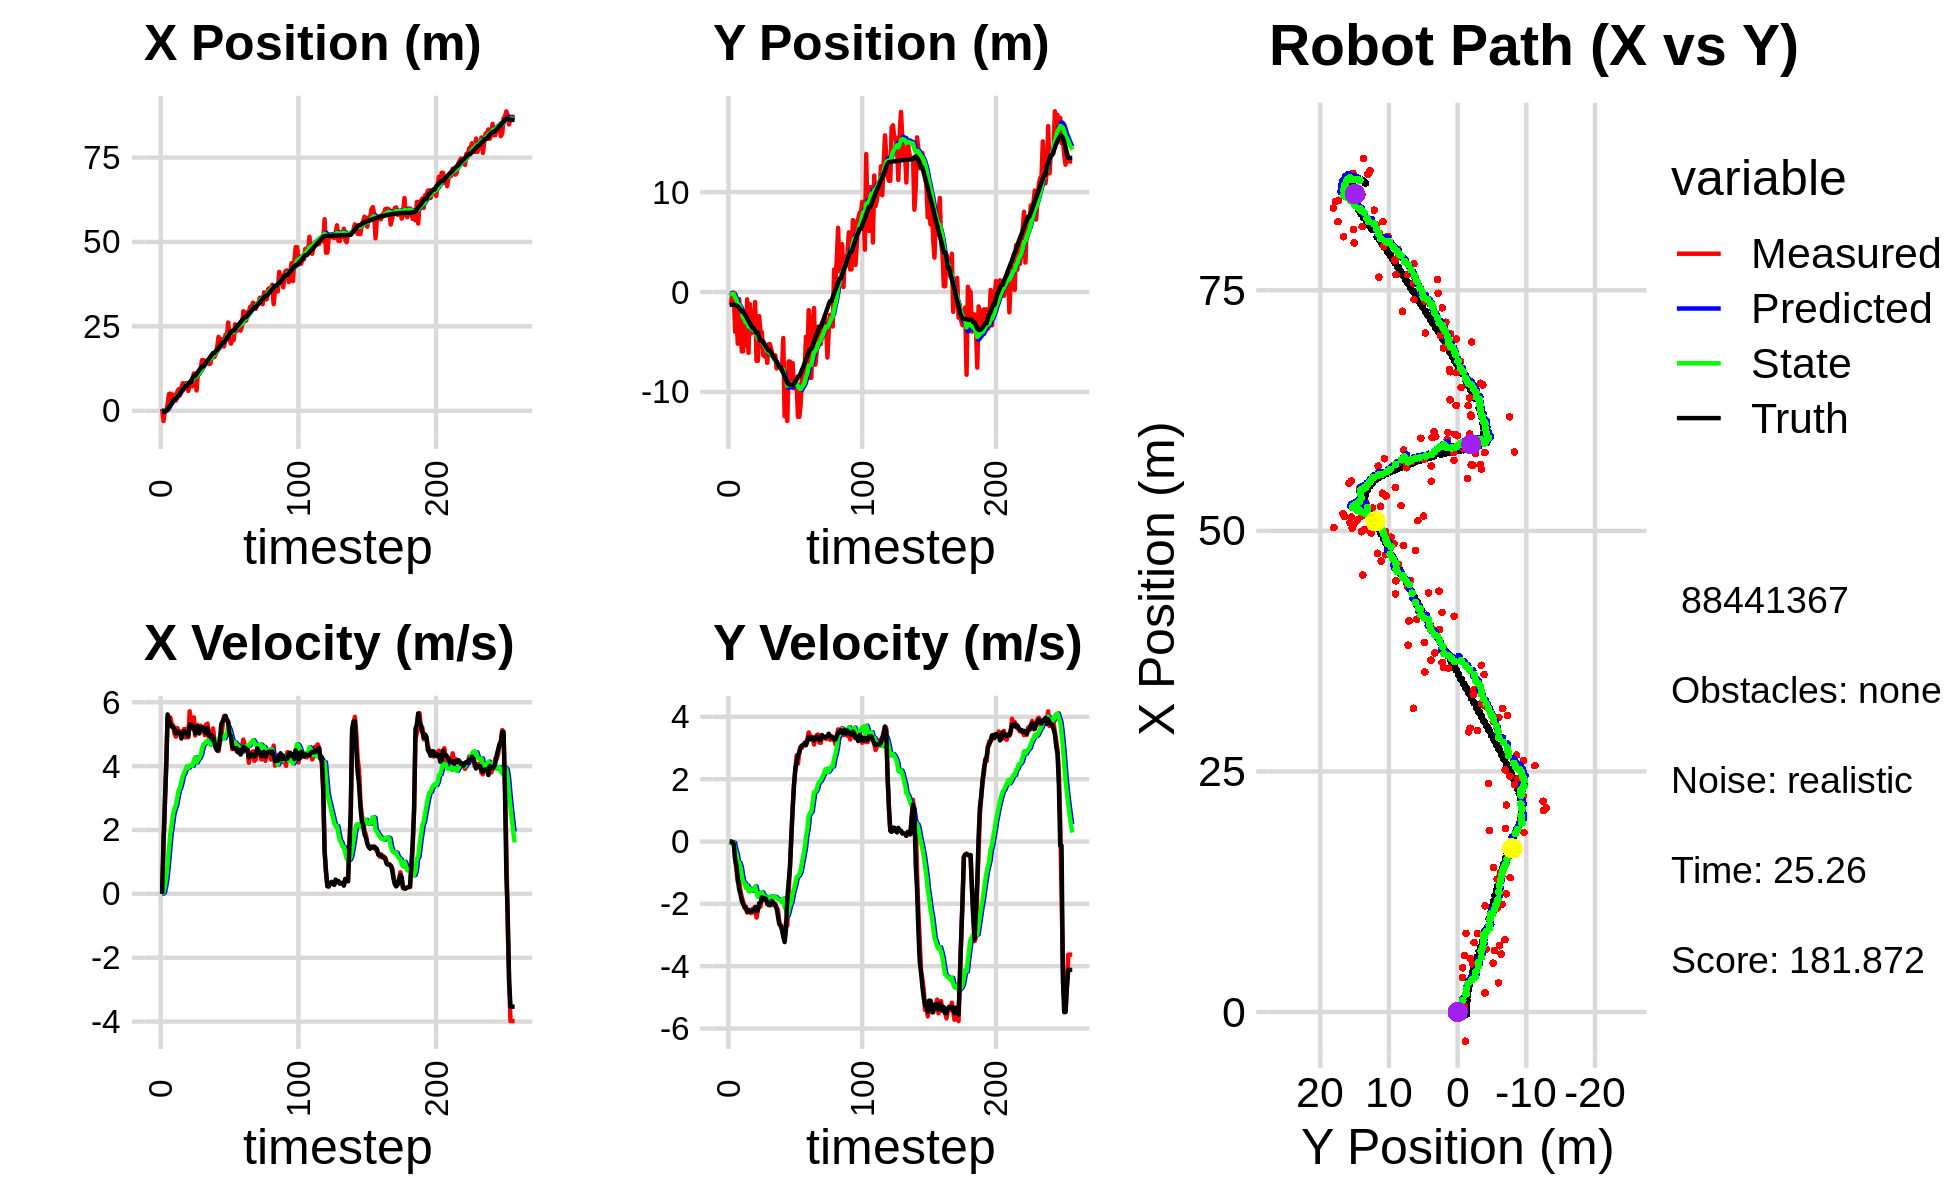 X Position (m)
75
50
25
0
0
100
200
timestep
Y Position (m)
10
0
-10
0
100
200
timestep
X Velocity (m/s)
6
4
2
0
-2
-4
0
100
200
timestep
Y Velocity (m/s)
4
2
0
-2
-4
-6
0
100
200
timestep
Robot Path (X vs Y)
X Position (m)
75
50
25
0
20 10 0 -10 -20
Y Position (m)
variable
Measured
Predicted
State
Truth
88441367
Obstacles: none
Noise: realistic
Time: 25.26
Score: 181.872